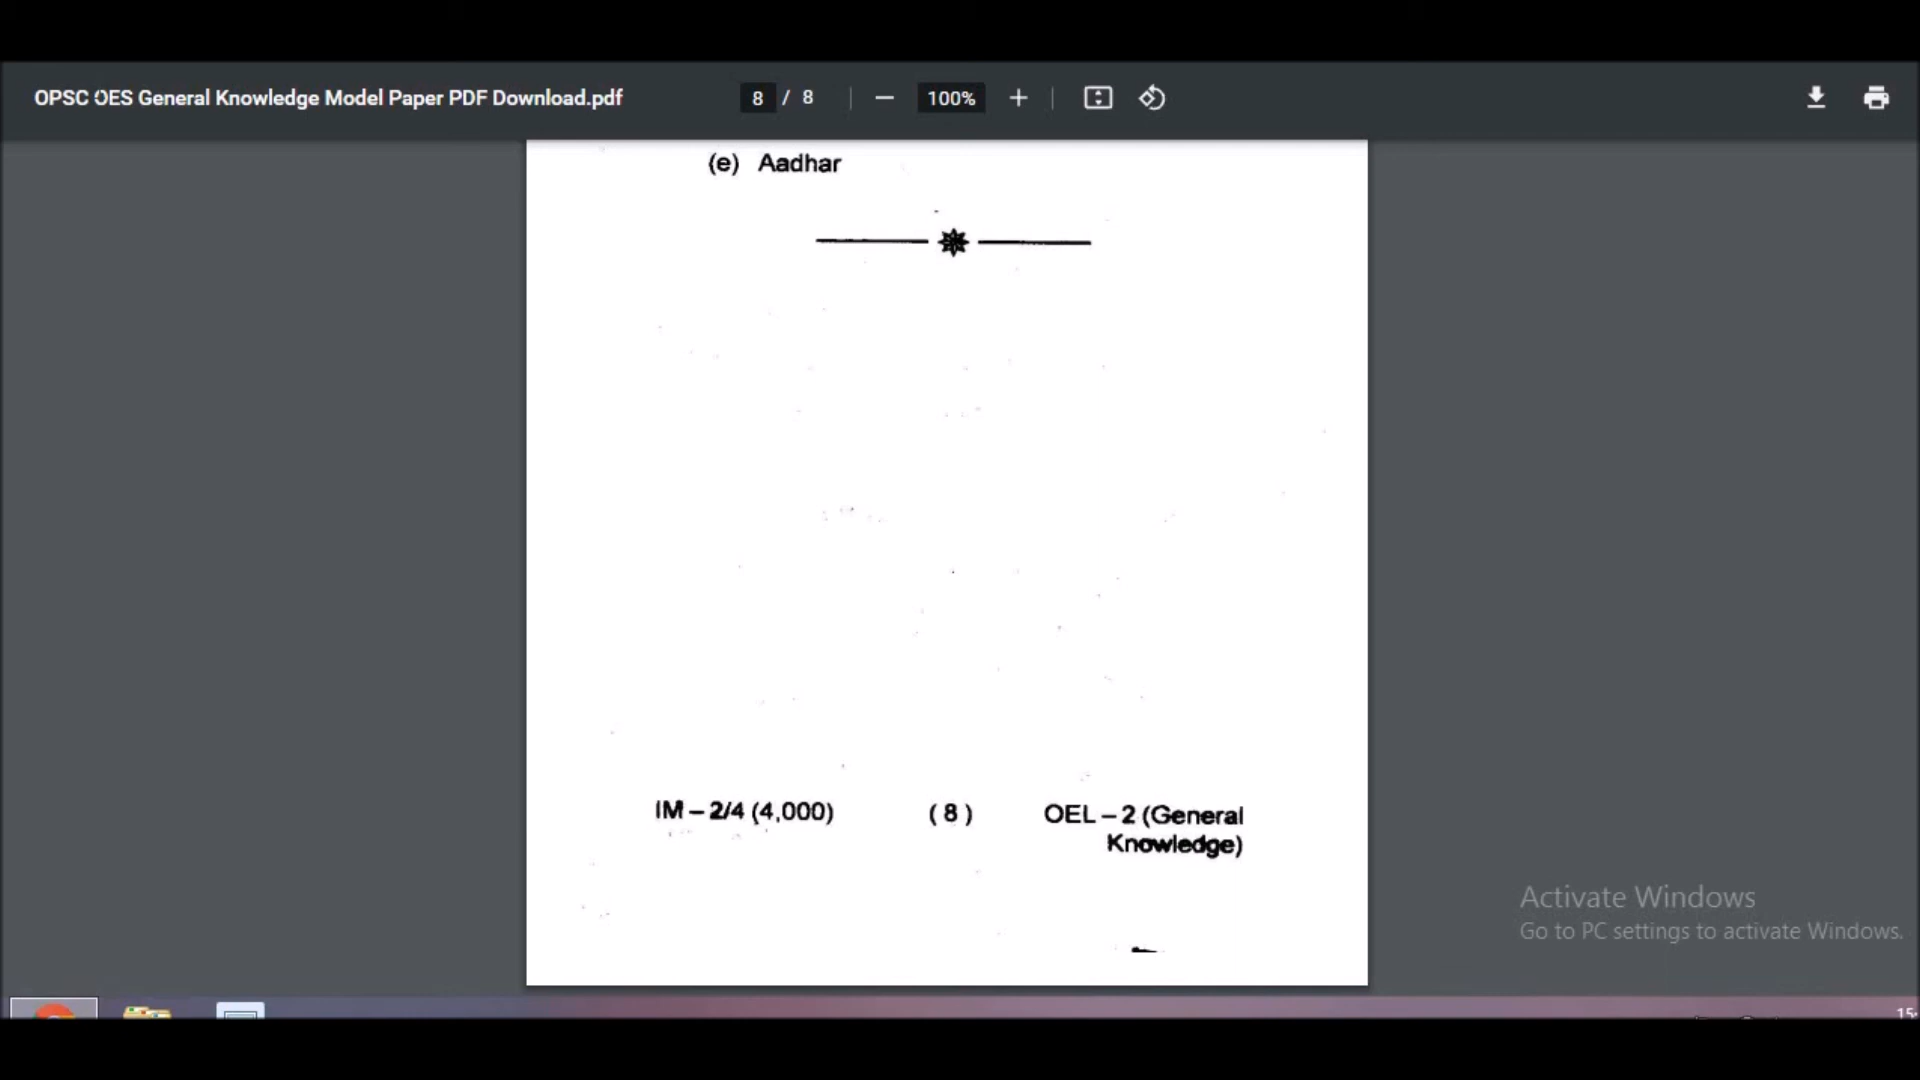 OPSC OES General Knowledge Model Paper PDF Download.pdf
8 / 8
100%
(e) Aadhar
IM – 2/4 (4,000)
( 8 )
OEL – 2 (General
Knowledge)
Activate Windows
Go to PC settings to activate Windows.